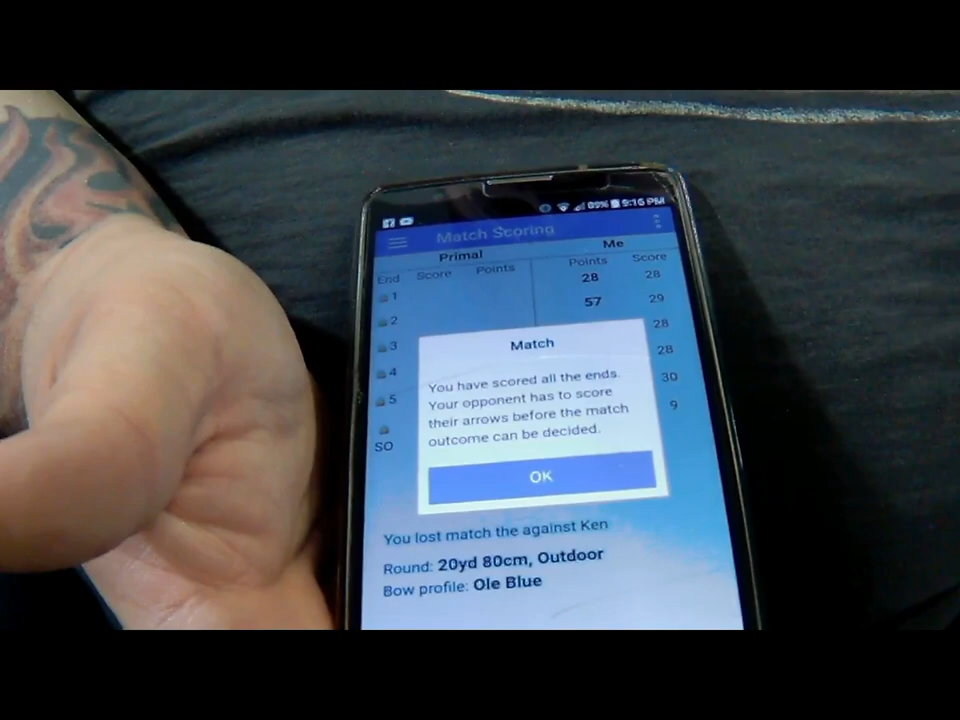 89% 9:16 PM
Match Scoring
Primal Me
End Score Points Points Score
1 28 28
2 57 29
3 28
4 28
5 30
SO 9
Match
You have scored all the ends.
Your opponent has to score
their arrows before the match
outcome can be decided.
OK
You lost match the against Ken
Round: 20yd 80cm, Outdoor
Bow profile: Ole Blue